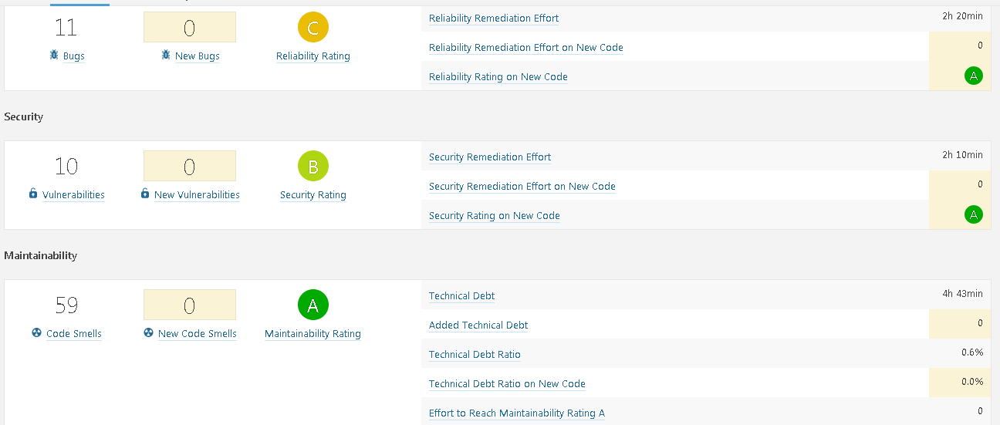 11
0
C
Bugs
New Bugs
Reliability Rating
Reliability Remediation Effort
2h 20min
Reliability Remediation Effort on New Code
0
Reliability Rating on New Code
A
Security
10
0
B
Vulnerabilities
New Vulnerabilities
Security Rating
Security Remediation Effort
2h 10min
Security Remediation Effort on New Code
0
Security Rating on New Code
A
Maintainability
59
0
A
Code Smells
New Code Smells
Maintainability Rating
Technical Debt
4h 43min
Added Technical Debt
0
Technical Debt Ratio
0.6%
Technical Debt Ratio on New Code
0.0%
Effort to Reach Maintainability Rating A
0